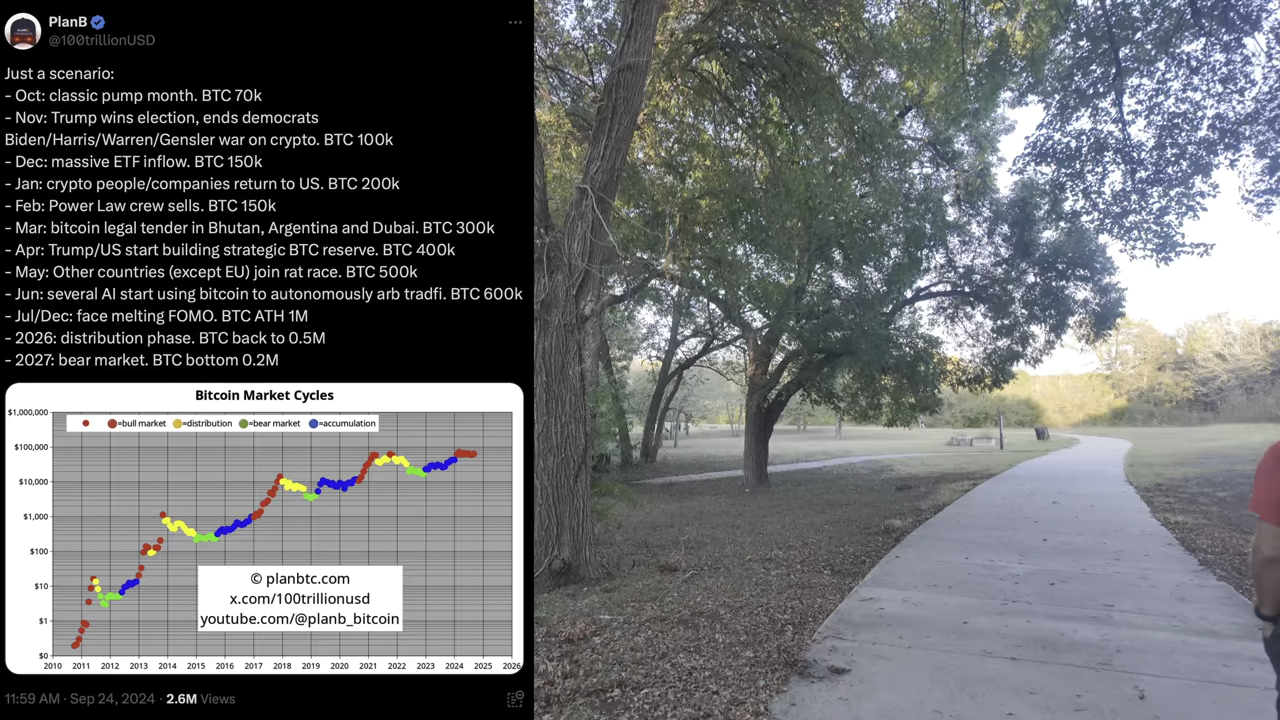 PlanB
@100trillionUSD
Just a scenario:
- Oct: classic pump month. BTC 70k
- Nov: Trump wins election, ends democrats
Biden/Harris/Warren/Gensler war on crypto. BTC 100k
- Dec: massive ETF inflow. BTC 150k
- Jan: crypto people/companies return to US. BTC 200k
- Feb: Power Law crew sells. BTC 150k
- Mar: bitcoin legal tender in Bhutan, Argentina and Dubai. BTC 300k
- Apr: Trump/US start building strategic BTC reserve. BTC 400k
- May: Other countries (except EU) join rat race. BTC 500k
- Jun: several AI start using bitcoin to autonomously arb tradfi. BTC 600k
- Jul/Dec: face melting FOMO. BTC ATH 1M
- 2026: distribution phase. BTC back to 0.5M
- 2027: bear market. BTC bottom 0.2M
Bitcoin Market Cycles
=bull market =distribution =bear market =accumulation
$1,000,000
$100,000
$10,000
$1,000
$100
$10
$1
$0
2010 2011 2012 2013 2014 2015 2016 2017 2018 2019 2020 2021 2022 2023 2024 2025 2026
© planbtc.com
x.com/100trillionusd
youtube.com/@planb_bitcoin
11:59 AM · Sep 24, 2024 · 2.6M Views